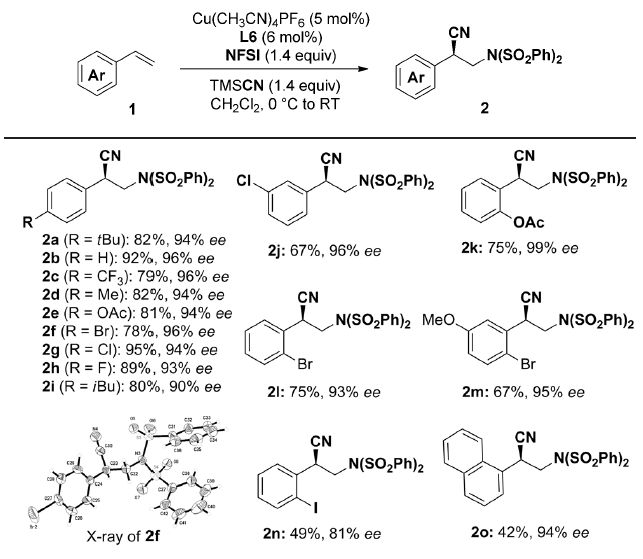 Cu(CH3CN)4PF6 (5 mol%)
L6 (6 mol%)
NFSI (1.4 equiv)
TMSCN (1.4 equiv)
CH2Cl2, 0 °C to RT
Ar
1
CN
N(SO2Ph)2
Ar
2
CN
N(SO2Ph)2
R
2a (R = tBu): 82%, 94% ee
2b (R = H): 92%, 96% ee
2c (R = CF3): 79%, 96% ee
2d (R = Me): 82%, 94% ee
2e (R = OAc): 81%, 94% ee
2f (R = Br): 78%, 96% ee
2g (R = Cl): 95%, 94% ee
2h (R = F): 89%, 93% ee
2i (R = iBu): 80%, 90% ee
CN
Cl
N(SO2Ph)2
2j: 67%, 96% ee
CN
N(SO2Ph)2
OAc
2k: 75%, 99% ee
CN
N(SO2Ph)2
Br
2l: 75%, 93% ee
CN
MeO
N(SO2Ph)2
Br
2m: 67%, 95% ee
X-ray of 2f
CN
N(SO2Ph)2
I
2n: 49%, 81% ee
CN
N(SO2Ph)2
2o: 42%, 94% ee